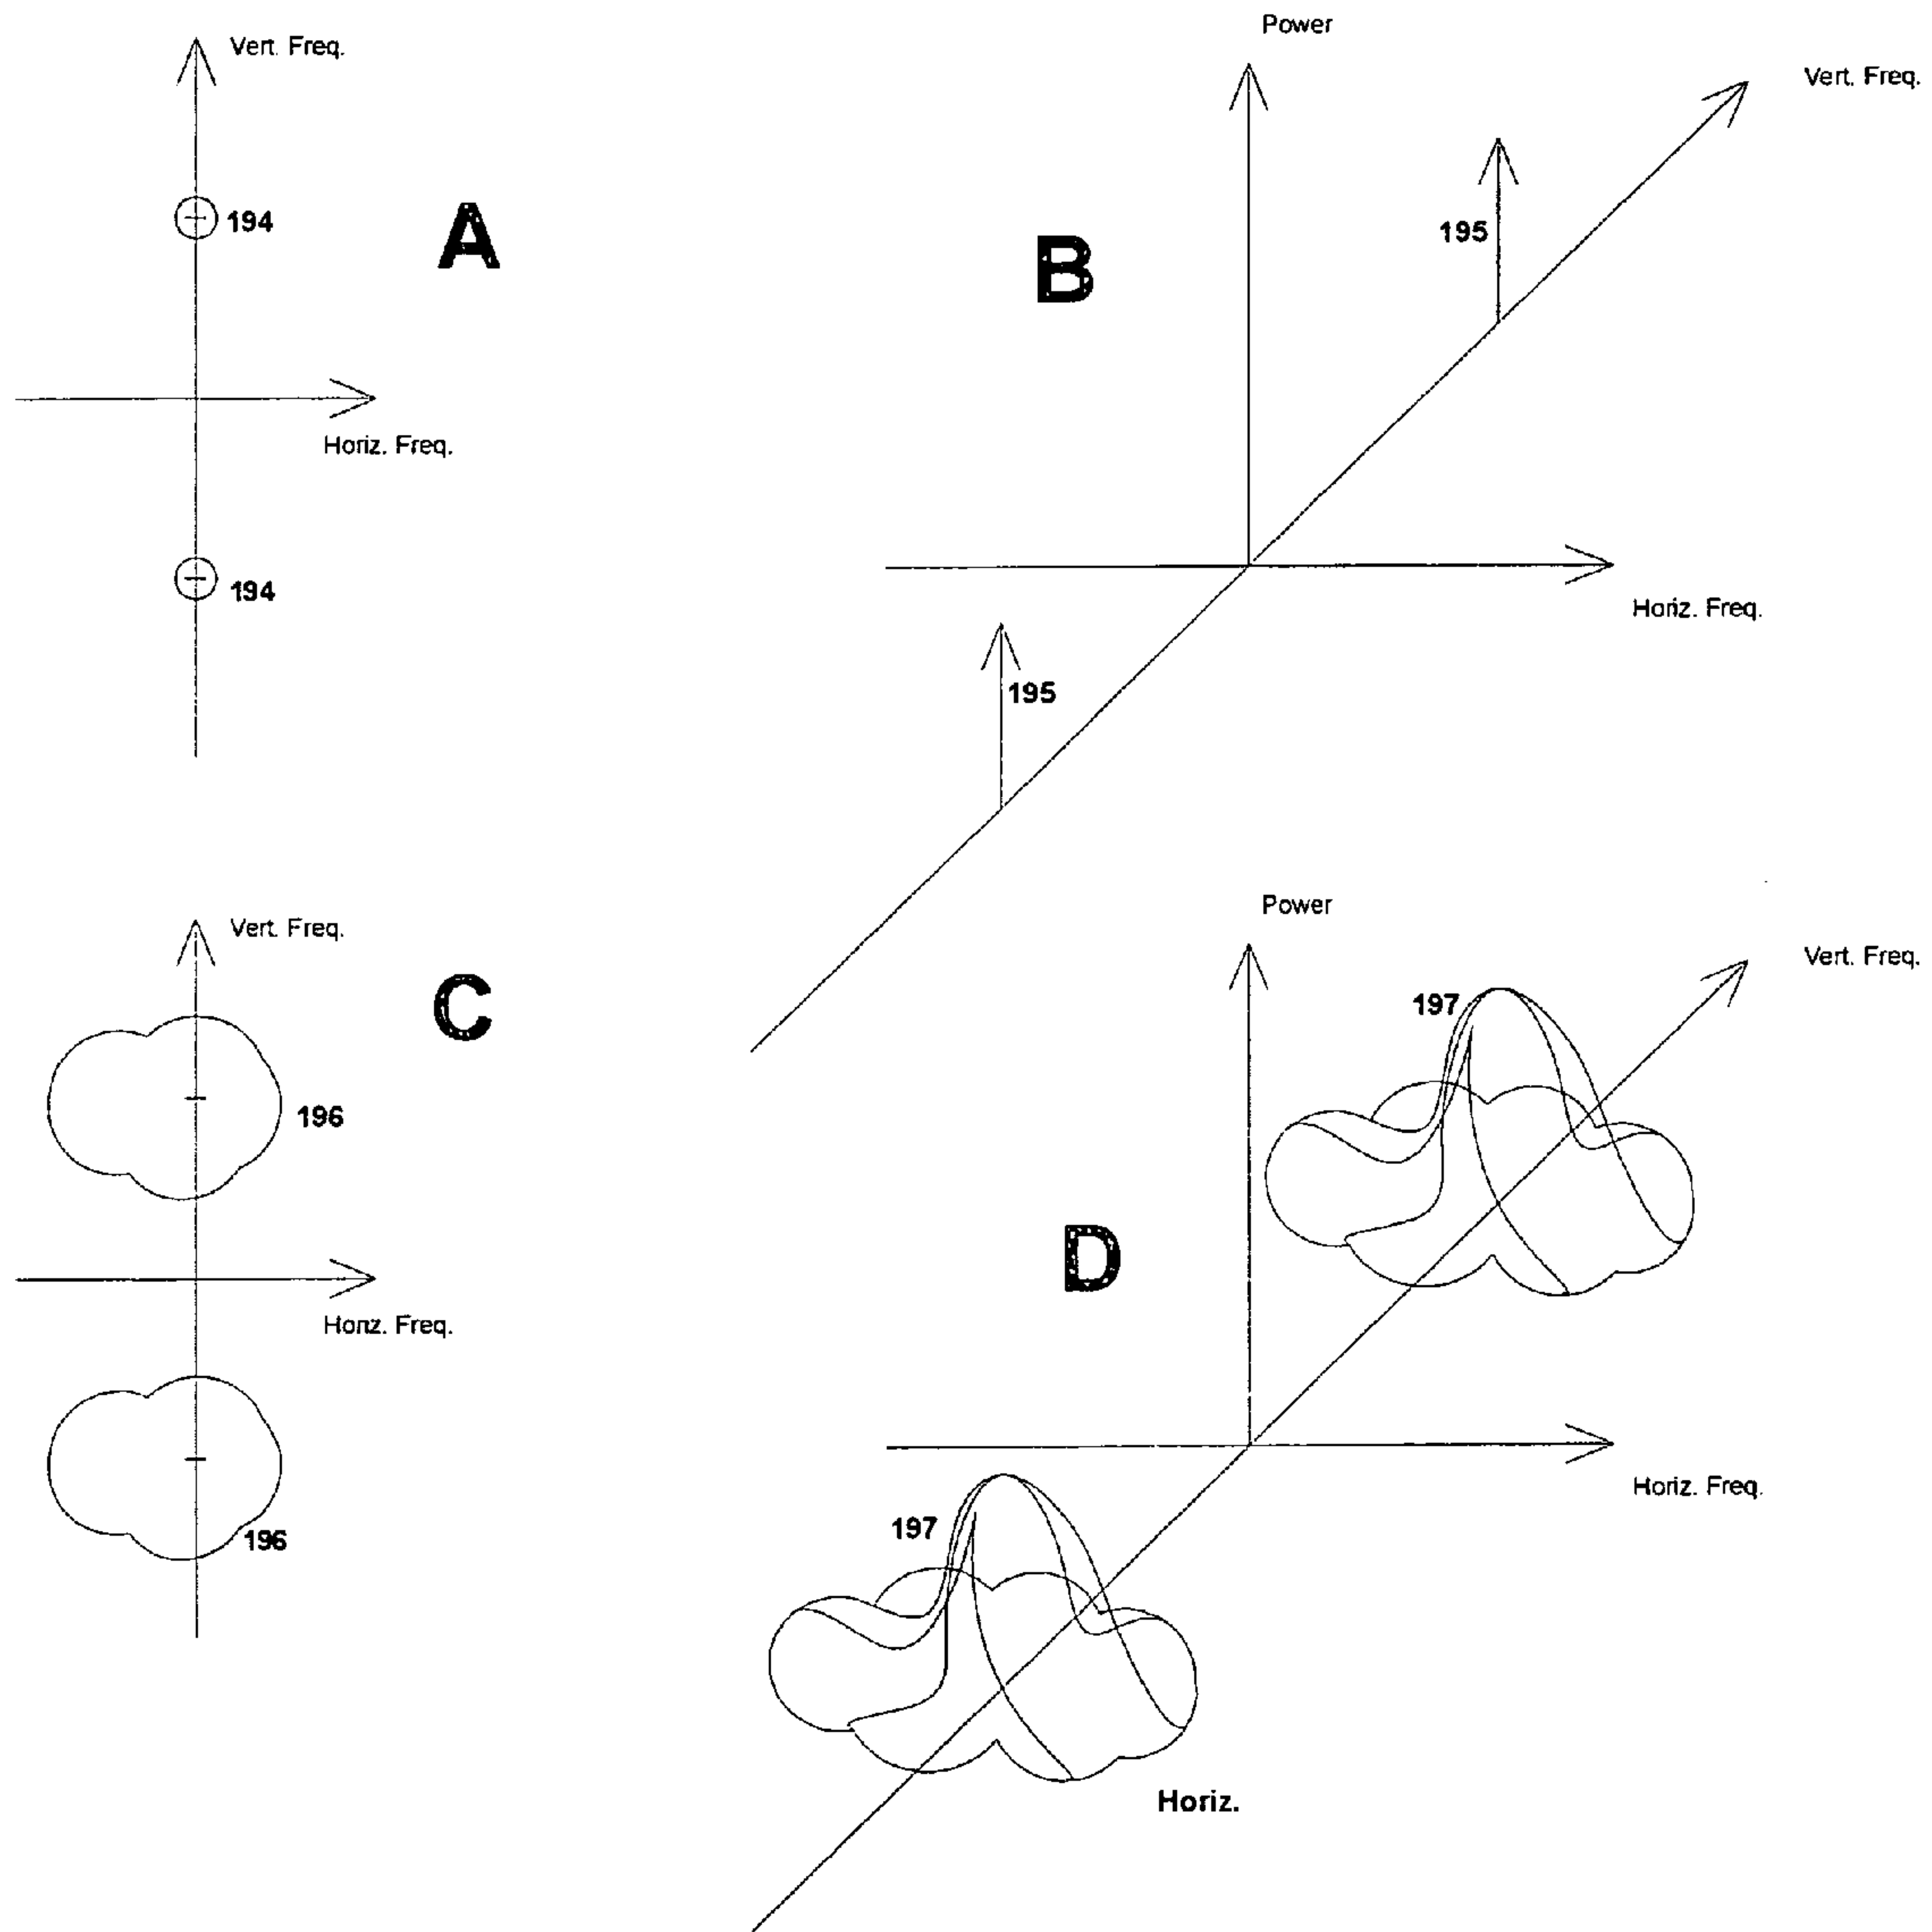 Vert. Freq.
194
A
Horiz. Freq.
194
Power
Vert. Freq.
195
B
Horiz. Freq.
195
Vert. Freq.
C
196
Horiz. Freq.
196
Power
Vert. Freq.
197
D
Horiz. Freq.
197
Horiz.